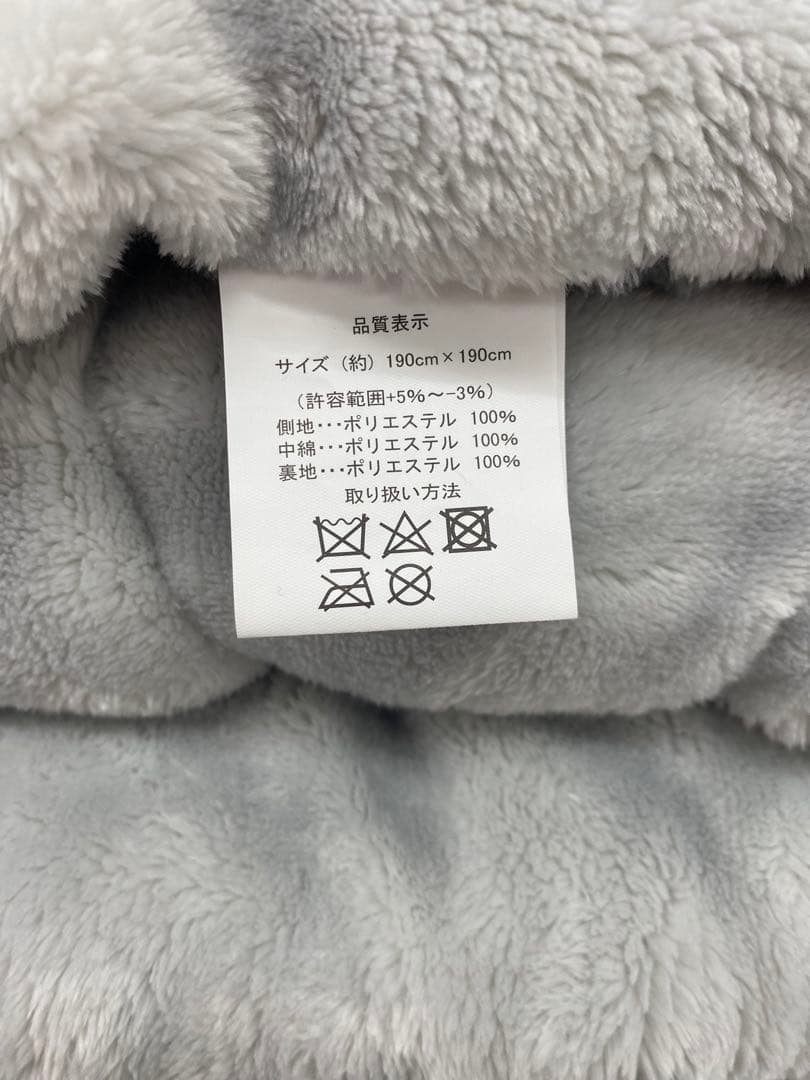 品質表示
サイズ（約）190cm×190cm
（許容範囲+5%～-3%）
側地･･･ポリエステル 100%
中綿･･･ポリエステル 100%
裏地･･･ポリエステル 100%
取り扱い方法